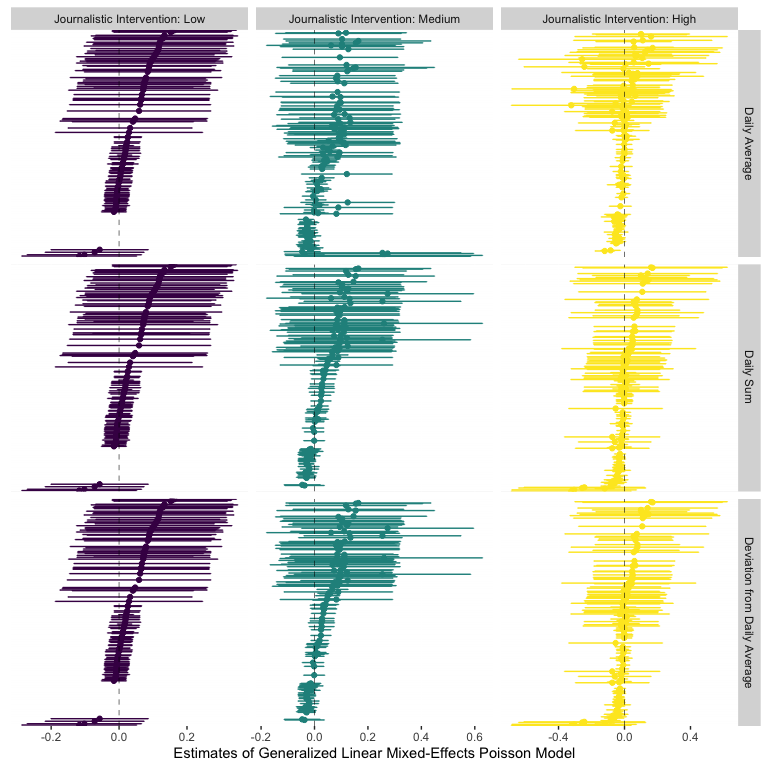 Journalistic Intervention: Low
Journalistic Intervention: Medium
Journalistic Intervention: High
Daily Average
Daily Sum
Deviation from Daily Average
-0.2 0.0 0.2
-0.2 0.0 0.2 0.4 0.6
0.0 0.4
Estimates of Generalized Linear Mixed-Effects Poisson Model